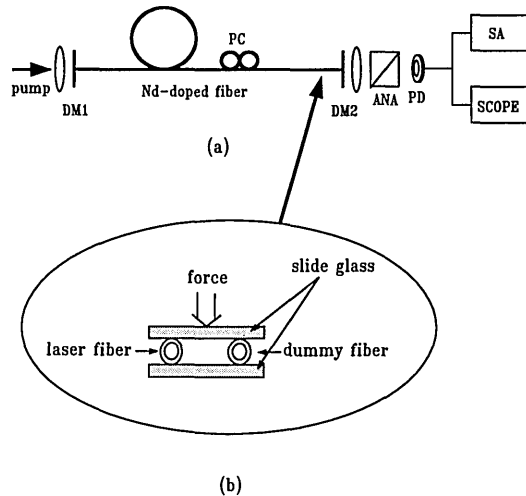 SA
PC
pump
Nd-doped fiber
DM1
DM2
ANA
PD
SCOPE
(a)
slide glass
force
laser fiber
dummy fiber
(b)